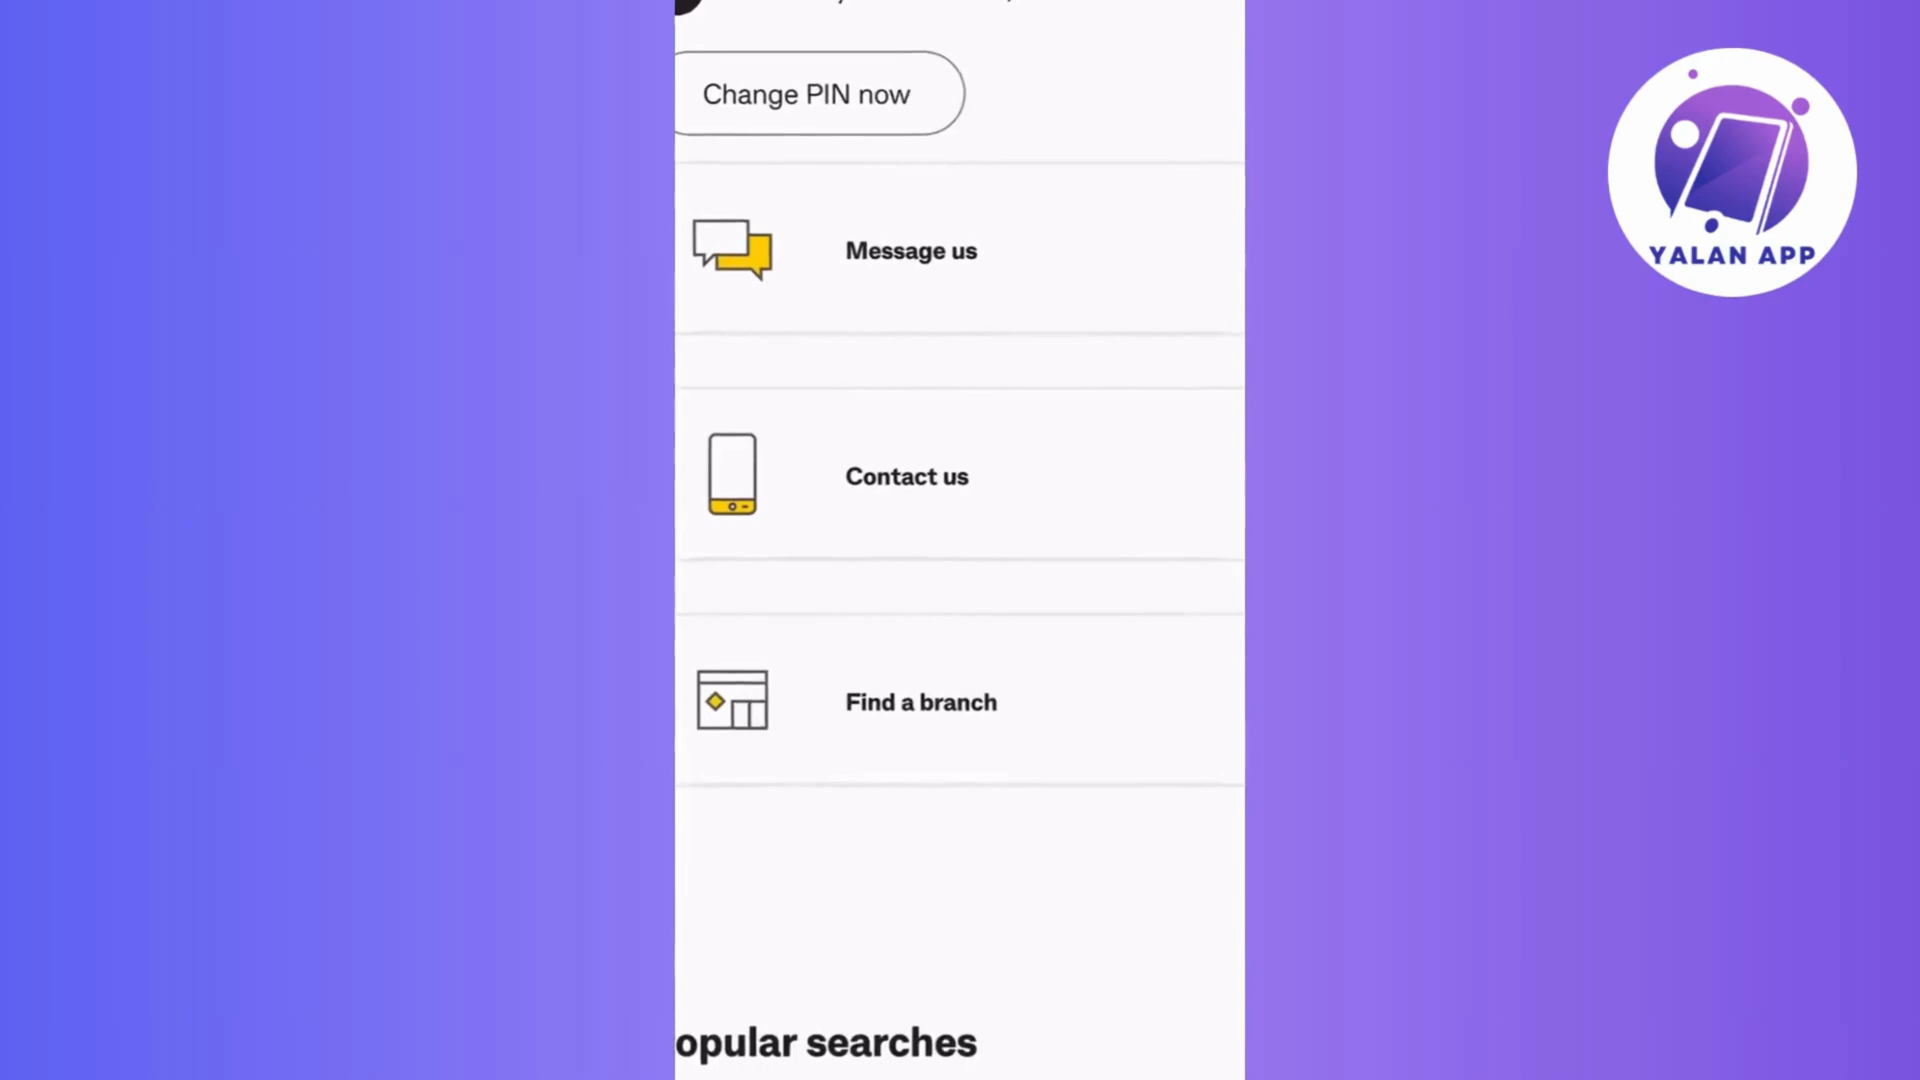 Change PIN now
YALAN APP
Message us
Contact us
Find a branch
opular searches